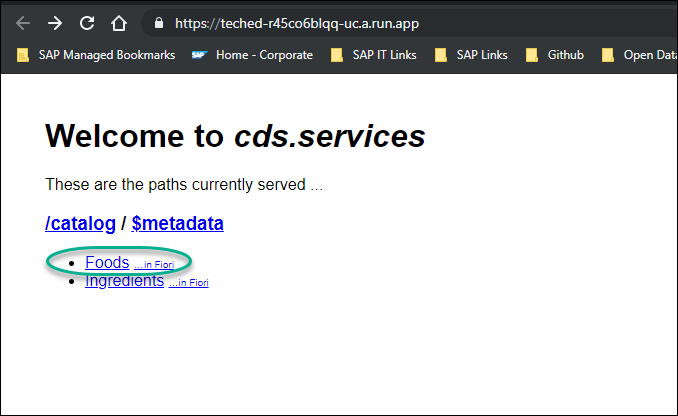 https://teched-r45co6blqq-uc.a.run.app
SAP Managed Bookmarks SAP Home - Corporate SAP IT Links SAP Links Github Open Data
Welcome to cds.services
These are the paths currently served ...
/catalog / $metadata
Foods ...in Fiori
Ingredients ...in Fiori